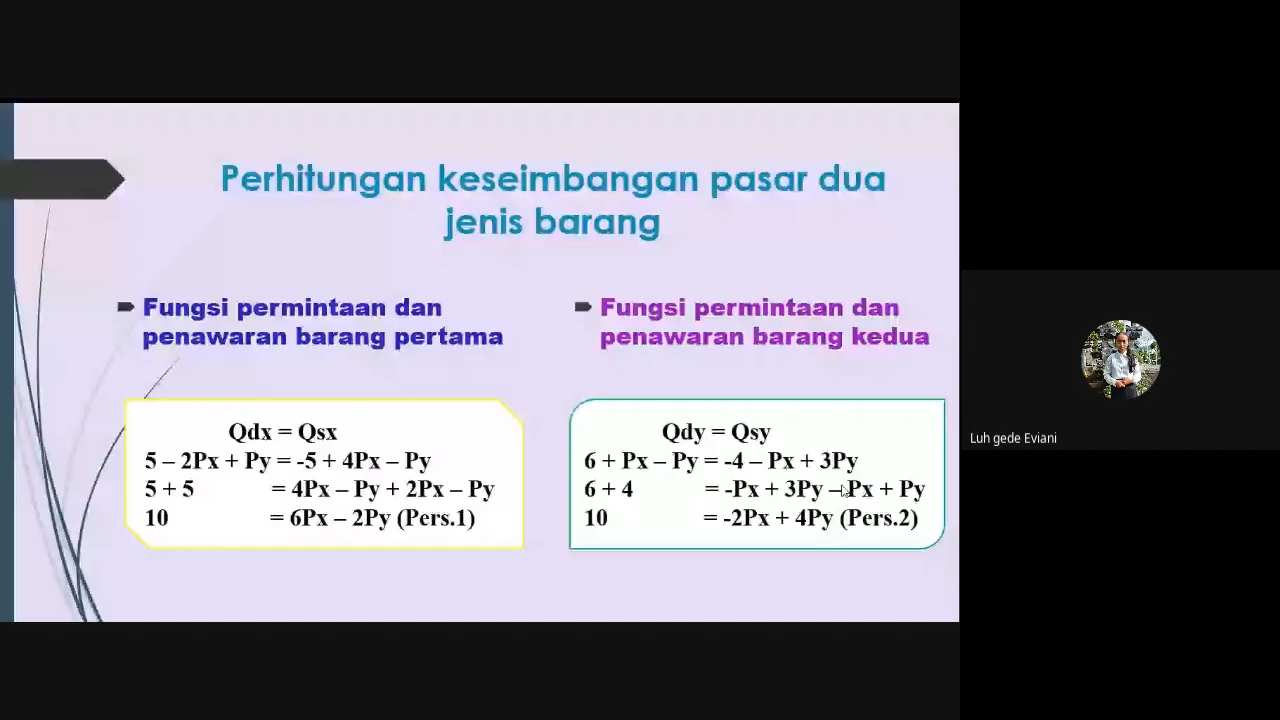 Perhitungan keseimbangan pasar dua
jenis barang
Fungsi permintaan dan
penawaran barang pertama
Qdx = Qsx
5 – 2Px + Py = -5 + 4Px – Py
5 + 5 = 4Px – Py + 2Px – Py
10 = 6Px – 2Py (Pers.1)
Fungsi permintaan dan
penawaran barang kedua
Qdy = Qsy
6 + Px – Py = -4 – Px + 3Py
6 + 4 = -Px + 3Py – Px + Py
10 = -2Px + 4Py (Pers.2)
Luh gede Eviani